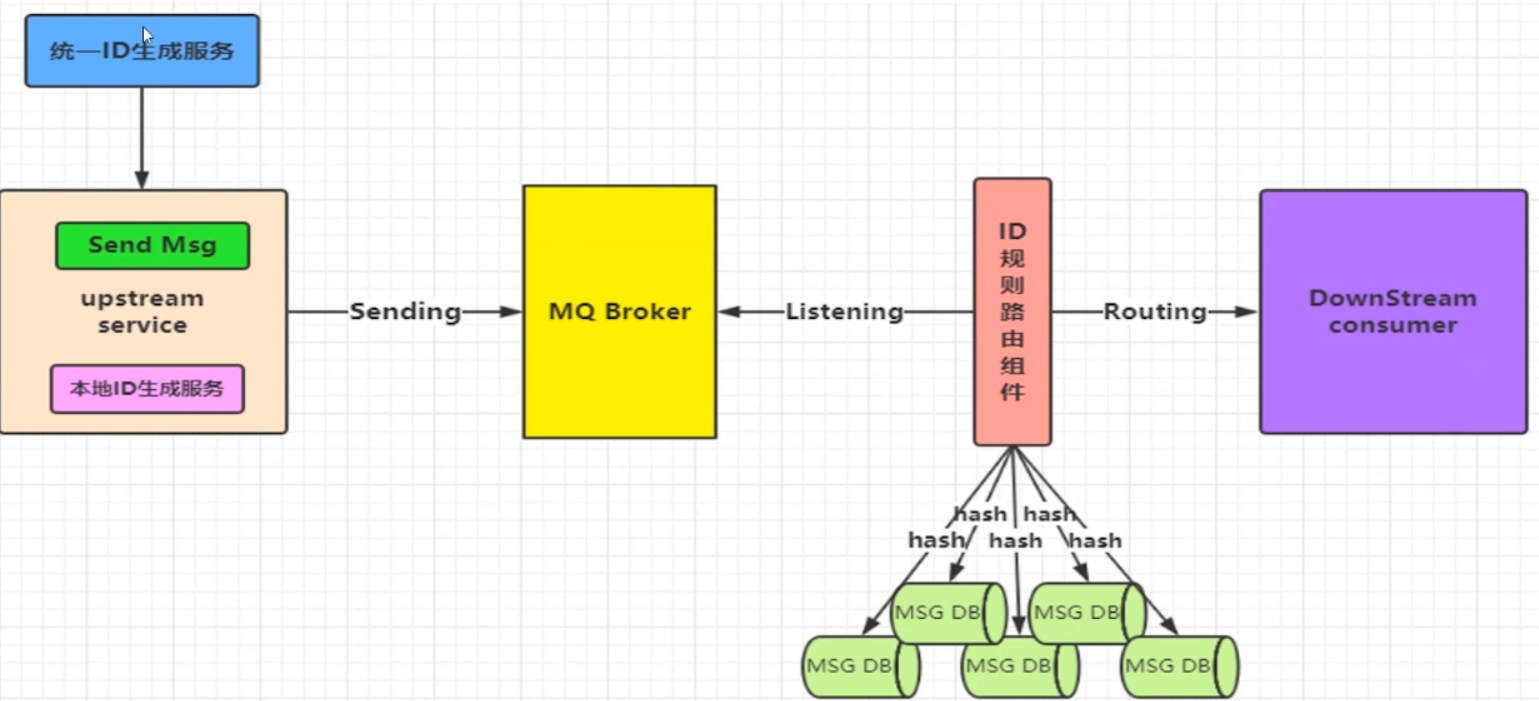 统一ID生成服务
Send Msg
upstream
service
本地ID生成服务
Sending
MQ Broker
Listening
ID
规
则
路
由
组
件
Routing
DownStream
consumer
hash
hash
hash
hash
hash
MSG DB
MSG DB
MSG DB
MSG DB
MSG DB